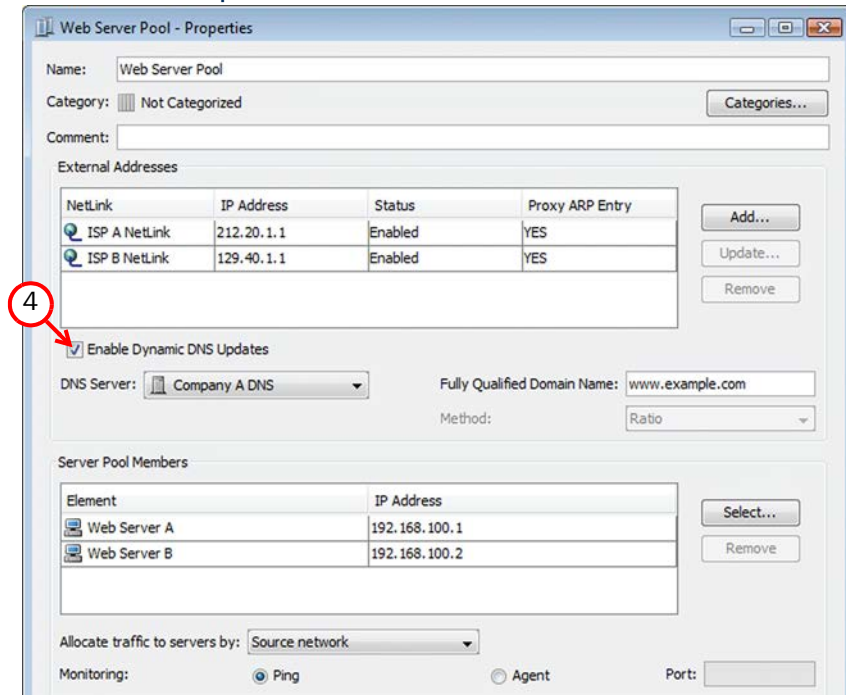 Web Server Pool - Properties
Name: Web Server Pool
Category: Not Categorized Categories...
Comment:
External Addresses
NetLink IP Address Status Proxy ARP Entry
ISP A NetLink 212.20.1.1 Enabled YES
ISP B NetLink 129.40.1.1 Enabled YES
Add...
Update...
Remove
4
Enable Dynamic DNS Updates
DNS Server: Company A DNS Fully Qualified Domain Name: www.example.com
Method: Ratio
Server Pool Members
Element IP Address
Web Server A 192.168.100.1
Web Server B 192.168.100.2
Select...
Remove
Allocate traffic to servers by: Source network
Monitoring: Ping Agent Port: